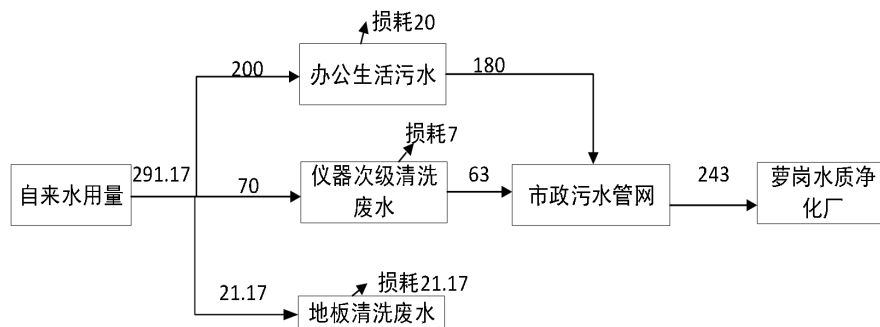 损耗20
200
办公生活污水
180
损耗7
自来水用量
291.17
70
仪器次级清洗
废水
63
市政污水管网
243
萝岗水质净
化厂
21.17
损耗21.17
地板清洗废水